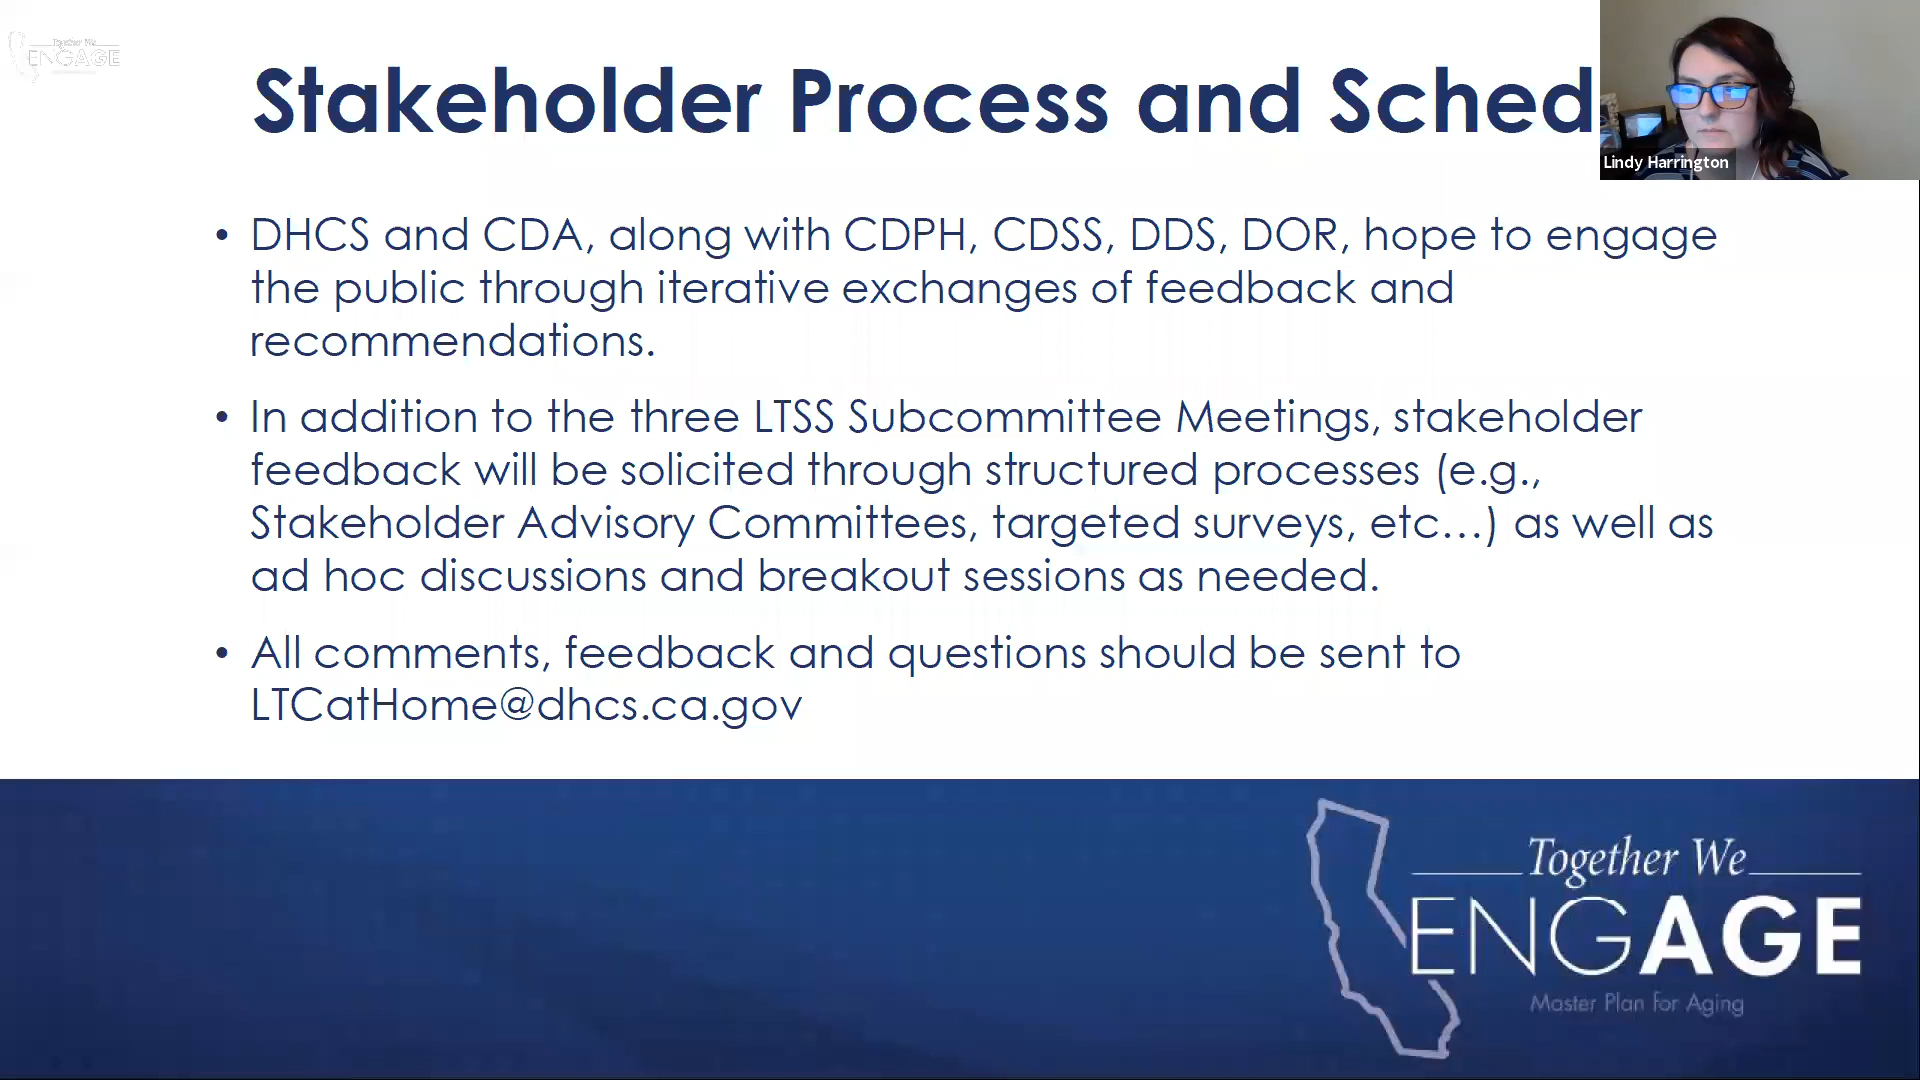 Together We
ENGAGE
Stakeholder Process and Sched
Lindy Harrington
• DHCS and CDA, along with CDPH, CDSS, DDS, DOR, hope to engage
the public through iterative exchanges of feedback and
recommendations.
• In addition to the three LTSS Subcommittee Meetings, stakeholder
feedback will be solicited through structured processes (e.g.,
Stakeholder Advisory Committees, targeted surveys, etc...) as well as
ad hoc discussions and breakout sessions as needed.
• All comments, feedback and questions should be sent to
LTCatHome@dhcs.ca.gov
Together We
ENGAGE
Master Plan for Aging